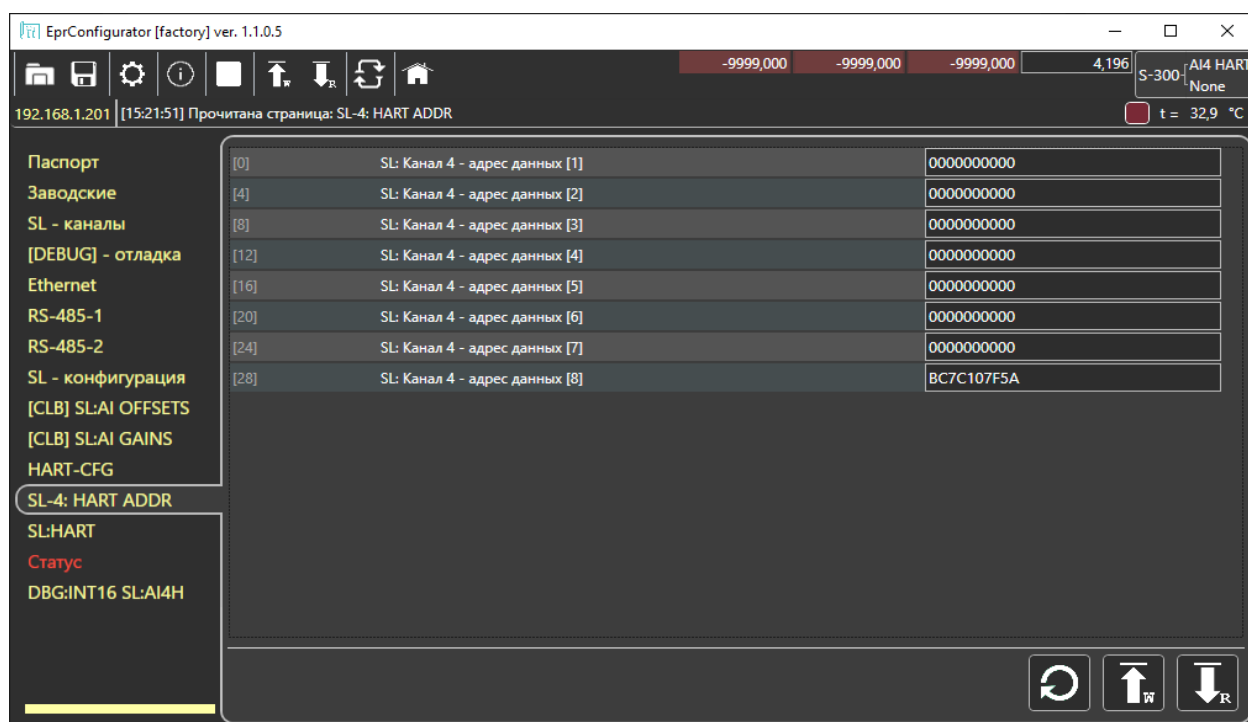 EprConfigurator [factory] ver. 1.1.0.5
-9999,000 -9999,000 -9999,000 4,196
S-300 AI4 HART
None
192.168.1.201 [15:21:51] Прочитана страница: SL-4: HART ADDR t = 32,9 °C
Паспорт
Заводские
SL - каналы
[DEBUG] - отладка
Ethernet
RS-485-1
RS-485-2
SL - конфигурация
[CLB] SL:AI OFFSETS
[CLB] SL:AI GAINS
HART-CFG
SL-4: HART ADDR
SL:HART
Статус
DBG:INT16 SL:AI4H
[0] SL: Канал 4 - адрес данных [1] 0000000000
[4] SL: Канал 4 - адрес данных [2] 0000000000
[8] SL: Канал 4 - адрес данных [3] 0000000000
[12] SL: Канал 4 - адрес данных [4] 0000000000
[16] SL: Канал 4 - адрес данных [5] 0000000000
[20] SL: Канал 4 - адрес данных [6] 0000000000
[24] SL: Канал 4 - адрес данных [7] 0000000000
[28] SL: Канал 4 - адрес данных [8] BC7C107F5A
W R